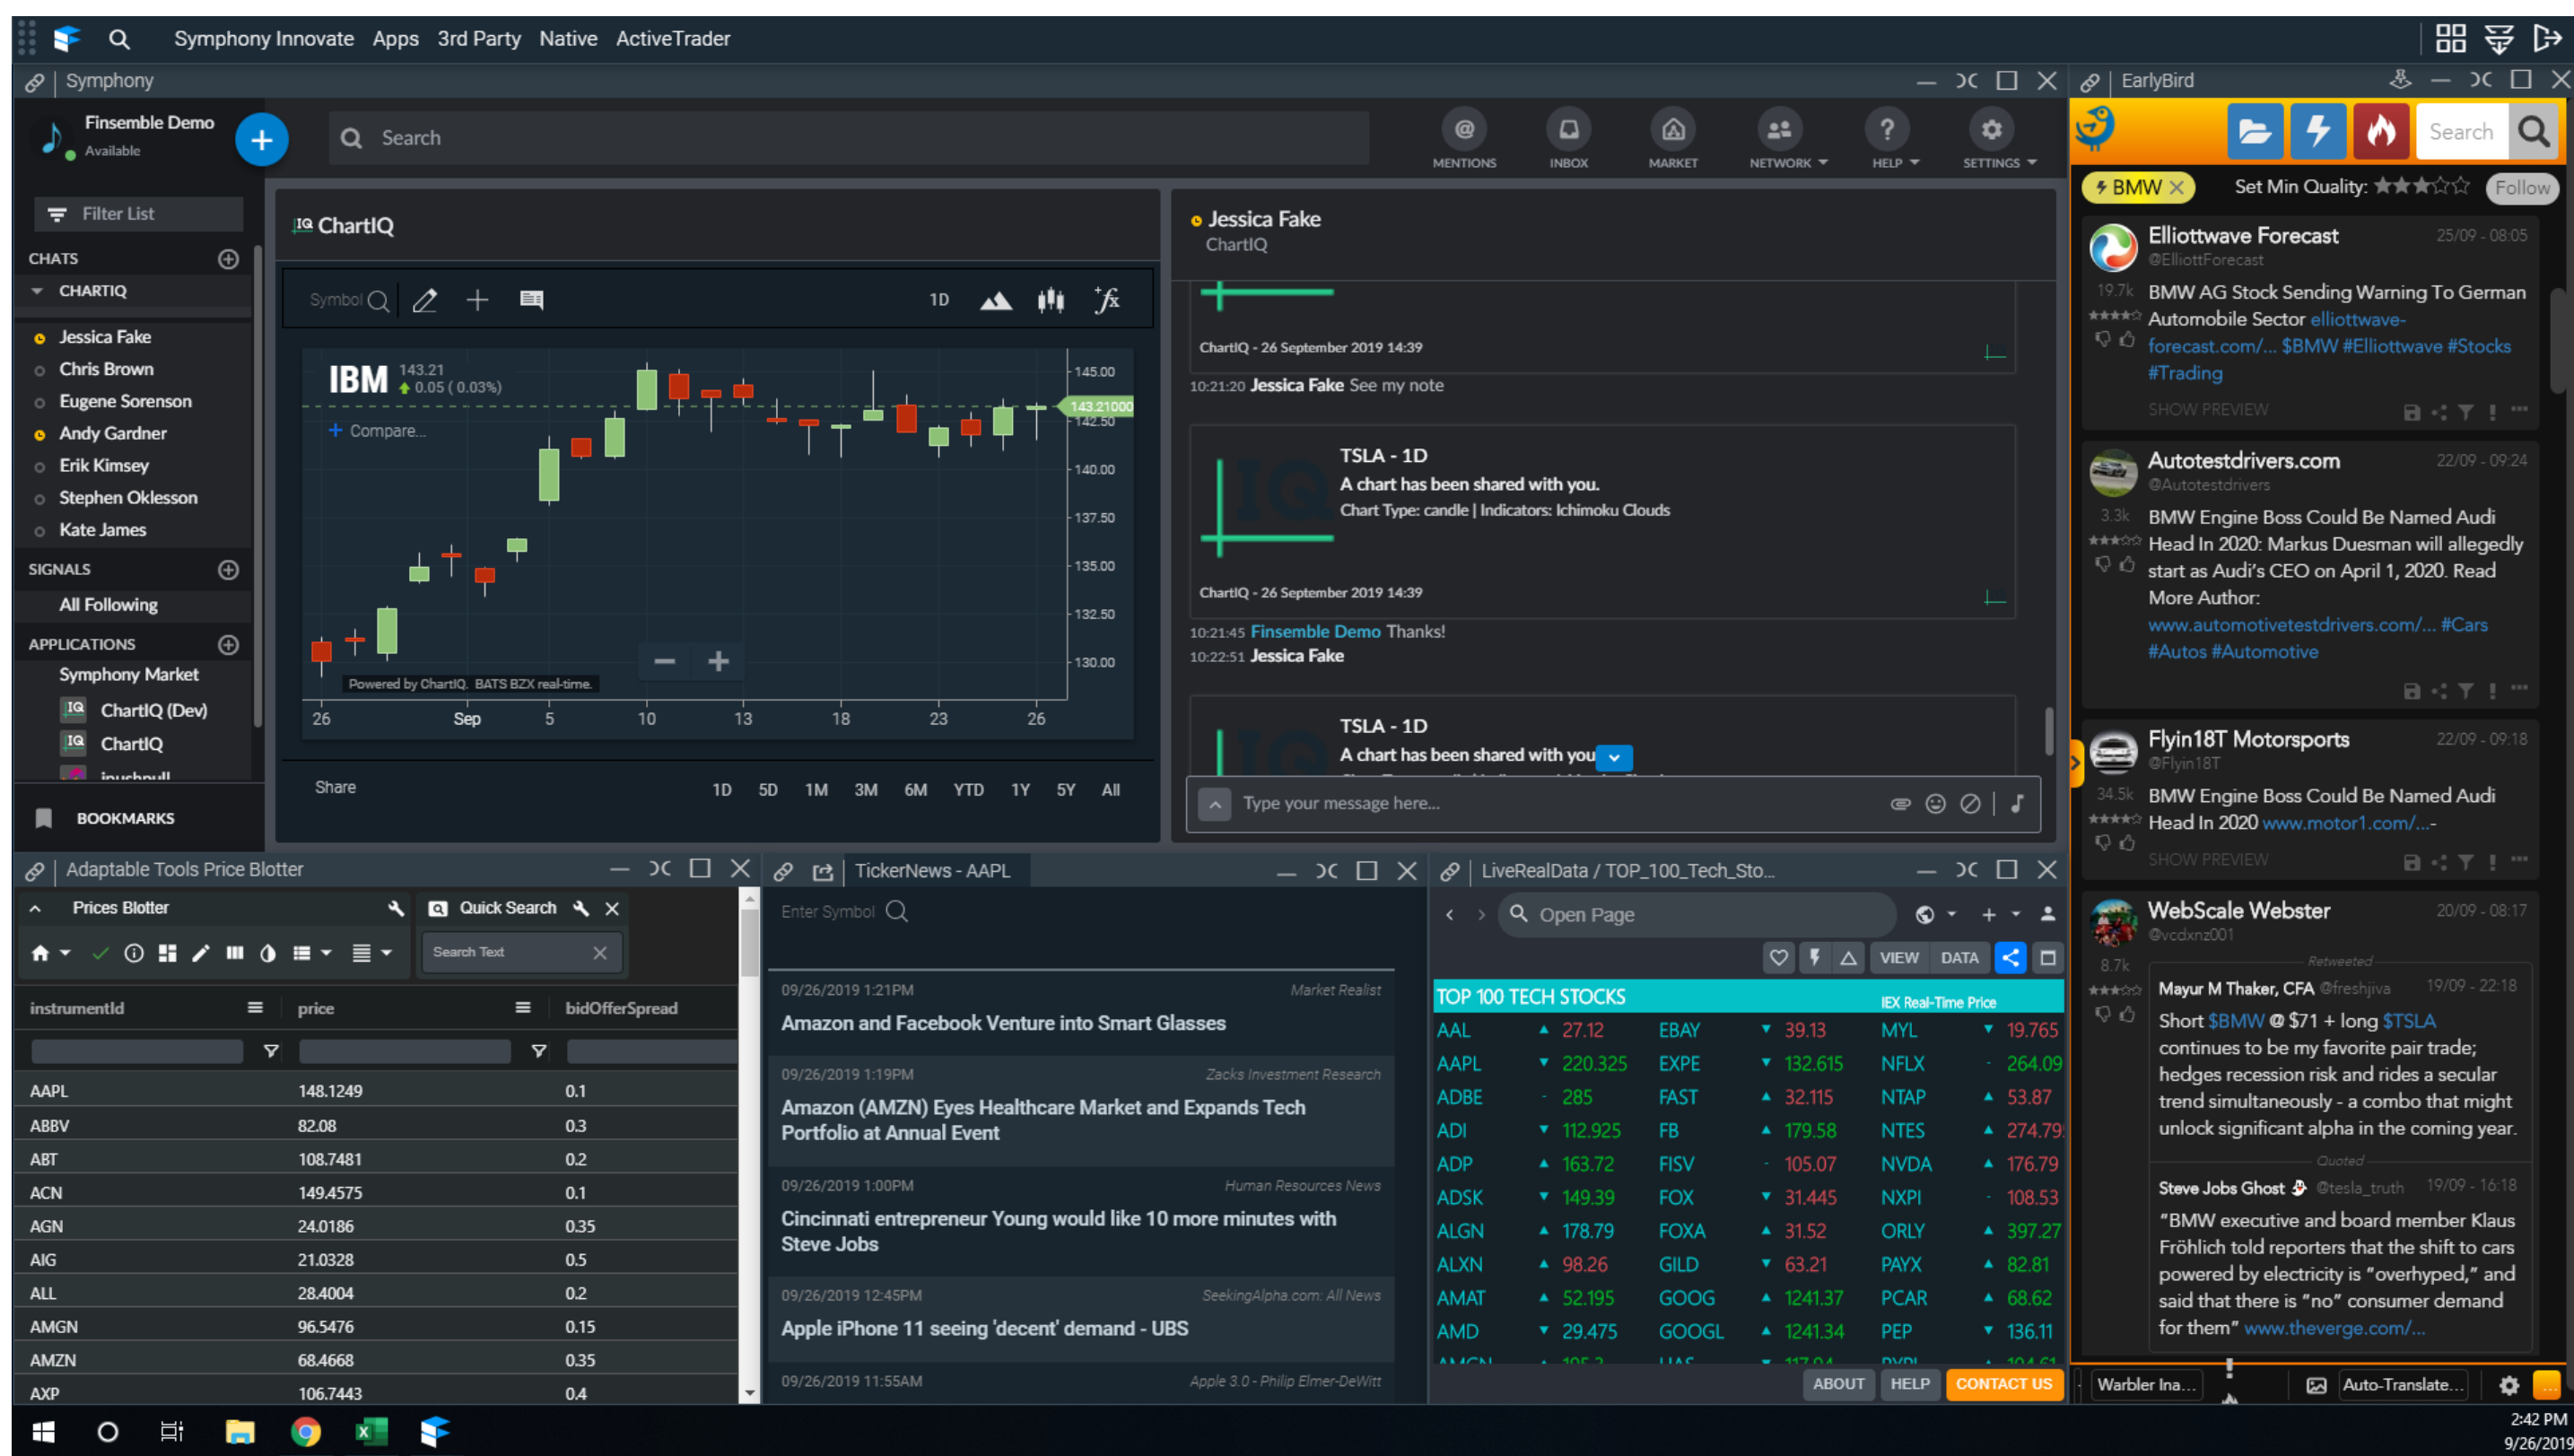 Symphony Innovate Apps 3rd Party Native ActiveTrader
Symphony
Finsemble Demo
Available
Search
MENTIONS
INBOX
MARKET
NETWORK
HELP
SETTINGS
Filter List
CHATS
CHARTIQ
Jessica Fake
Chris Brown
Eugene Sorenson
Andy Gardner
Erik Kimsey
Stephen Oklesson
Kate James
SIGNALS
All Following
APPLICATIONS
Symphony Market
ChartIQ (Dev)
ChartIQ
ipushpull
BOOKMARKS
ChartIQ
Symbol
1D
IBM
143.21
0.05 ( 0.03%)
Compare...
145.00
143.21000
142.50
140.00
137.50
135.00
132.50
130.00
Powered by ChartIQ. BATS BZX real-time.
26 Sep 5 10 13 18 23 26
Share
1D 5D 1M 3M 6M YTD 1Y 5Y All
Jessica Fake
ChartIQ
ChartIQ - 26 September 2019 14:39
10:21:20 Jessica Fake See my note
TSLA - 1D
A chart has been shared with you.
Chart Type: candle | Indicators: Ichimoku Clouds
ChartIQ - 26 September 2019 14:39
10:21:45 Finsemble Demo Thanks!
10:22:51 Jessica Fake
TSLA - 1D
A chart has been shared with you
Type your message here...
EarlyBird
Search
BMW
Set Min Quality:
Follow
Elliottwave Forecast 25/09 - 08:05
@ElliottForecast
19.7k
BMW AG Stock Sending Warning To German
Automobile Sector elliottwave-
forecast.com/... $BMW #Elliottwave #Stocks
#Trading
SHOW PREVIEW
Autotestdrivers.com 22/09 - 09:24
@Autotestdrivers
3.3k
BMW Engine Boss Could Be Named Audi
Head In 2020: Markus Duesman will allegedly
start as Audi's CEO on April 1, 2020. Read
More Author:
www.automotivetestdrivers.com/... #Cars
#Autos #Automotive
Flyin18T Motorsports 22/09 - 09:18
@Flyin18T
34.5k
BMW Engine Boss Could Be Named Audi
Head In 2020 www.motor1.com/...-
SHOW PREVIEW
WebScale Webster 20/09 - 08:17
@vcdxnz001
8.7k
Retweeted
Mayur M Thaker, CFA @freshjiva 19/09 - 22:18
Short $BMW @ $71 + long $TSLA
continues to be my favorite pair trade;
hedges recession risk and rides a secular
trend simultaneously - a combo that might
unlock significant alpha in the coming year.
Quoted
Steve Jobs Ghost @tesla_truth 19/09 - 16:18
"BMW executive and board member Klaus
Fröhlich told reporters that the shift to cars
powered by electricity is "overhyped," and
said that there is "no" consumer demand
for them" www.theverge.com/...
Warbler Ina...
Auto-Translate...
Adaptable Tools Price Blotter
Prices Blotter
Quick Search
Search Text
instrumentId price bidOfferSpread
AAPL 148.1249 0.1
ABBV 82.08 0.3
ABT 108.7481 0.2
ACN 149.4575 0.1
AGN 24.0186 0.35
AIG 21.0328 0.5
ALL 28.4004 0.2
AMGN 96.5476 0.15
AMZN 68.4668 0.35
AXP 106.7443 0.4
TickerNews - AAPL
Enter Symbol
09/26/2019 1:21PM Market Realist
Amazon and Facebook Venture into Smart Glasses
09/26/2019 1:19PM Zacks Investment Research
Amazon (AMZN) Eyes Healthcare Market and Expands Tech
Portfolio at Annual Event
09/26/2019 1:00PM Human Resources News
Cincinnati entrepreneur Young would like 10 more minutes with
Steve Jobs
09/26/2019 12:45PM SeekingAlpha.com: All News
Apple iPhone 11 seeing 'decent' demand - UBS
09/26/2019 11:55AM Apple 3.0 - Philip Elmer-DeWitt
LiveRealData / TOP_100_Tech_Sto...
Open Page
VIEW DATA
TOP 100 TECH STOCKS IEX Real-Time Price
AAL 27.12 EBAY 39.13 MYL 19.765
AAPL 220.325 EXPE 132.615 NFLX - 264.09
ADBE - 285 FAST 32.115 NTAP 53.87
ADI 112.925 FB 179.58 NTES 274.79
ADP 163.72 FISV - 105.07 NVDA 176.79
ADSK 149.39 FOX 31.445 NXPI - 108.53
ALGN 178.79 FOXA 31.52 ORLY 397.27
ALXN 98.26 GILD 63.21 PAYX 82.81
AMAT 52.195 GOOG 1241.37 PCAR 68.62
AMD 29.475 GOOGL 1241.34 PEP 136.11
ABOUT HELP CONTACT US
2:42 PM
9/26/2019